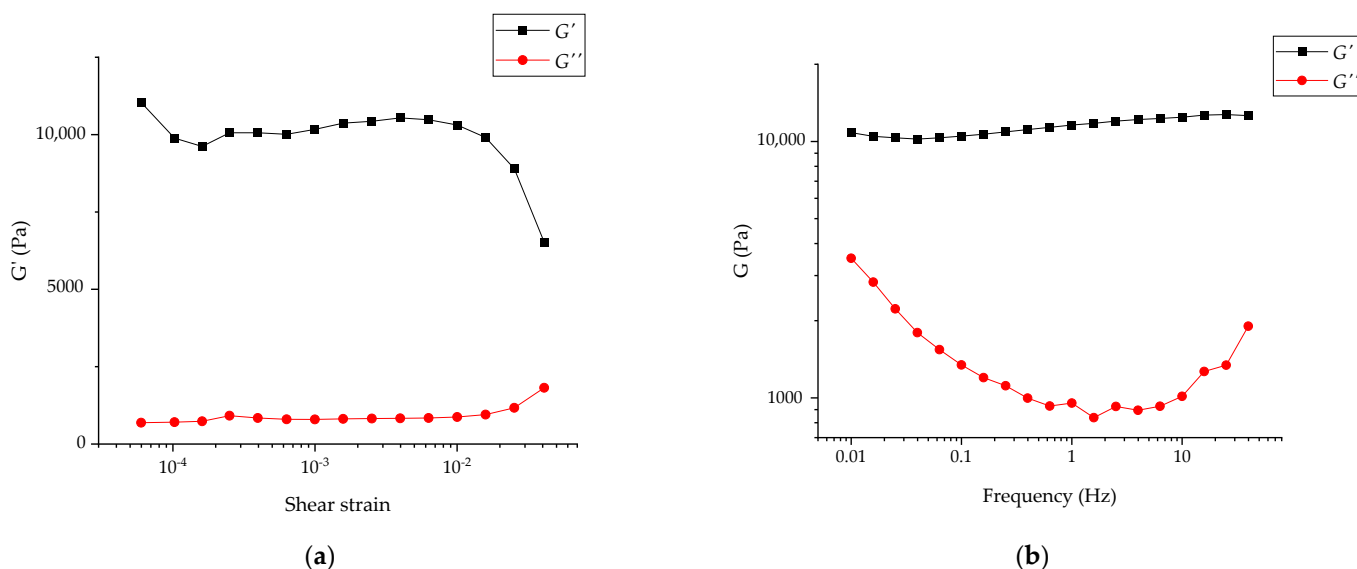 G′
G′′
10,000
5000
0
G' (Pa)
10-4
10-3
10-2
Shear strain
(a)
G′
G′′
10,000
1000
G (Pa)
0.01
0.1
1
10
Frequency (Hz)
(b)